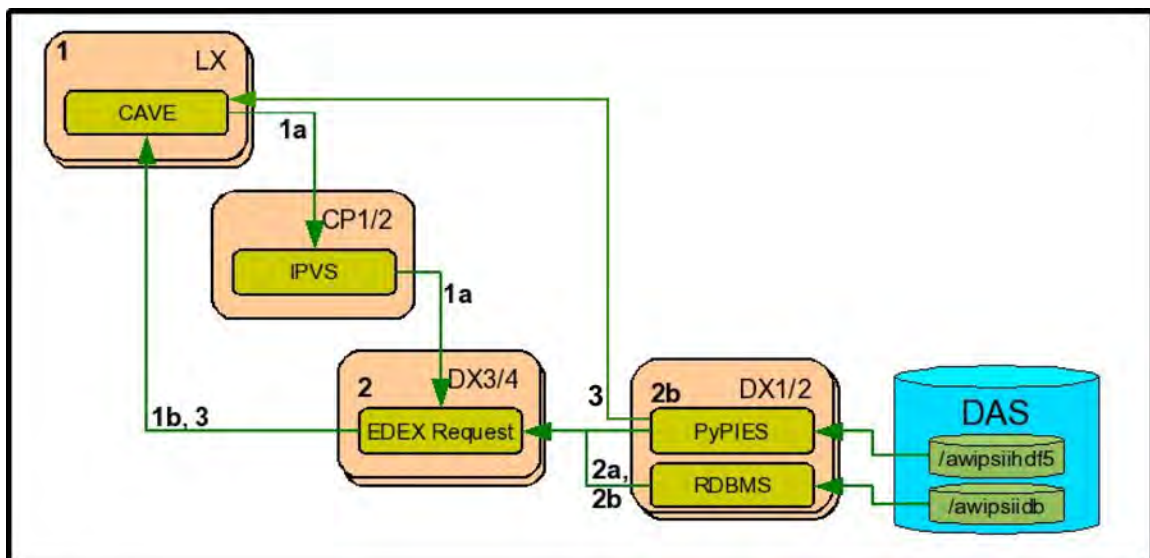 1
LX
CAVE
1a
CP1/2
IPVS
1a
2
DX3/4
EDEX Request
1b, 3
3
2b
DX1/2
PyPIES
RDBMS
2a,
2b
DAS
/awipsiihdf5
/awipsiidb